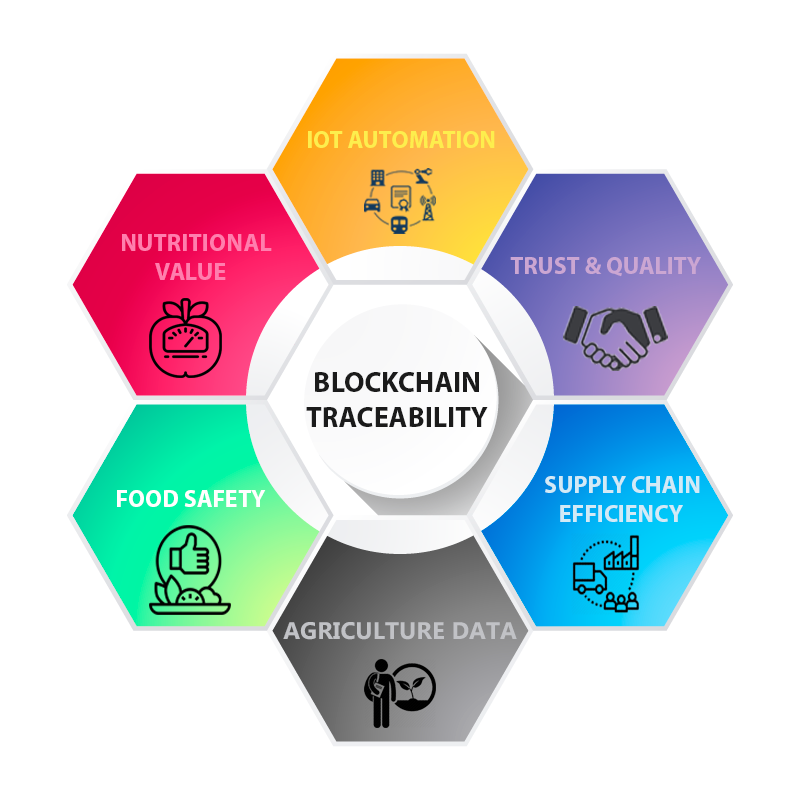 IOT AUTOMATION
NUTRITIONAL
VALUE
TRUST & QUALITY
BLOCKCHAIN
TRACEABILITY
FOOD SAFETY
SUPPLY CHAIN
EFFICIENCY
AGRICULTURE DATA